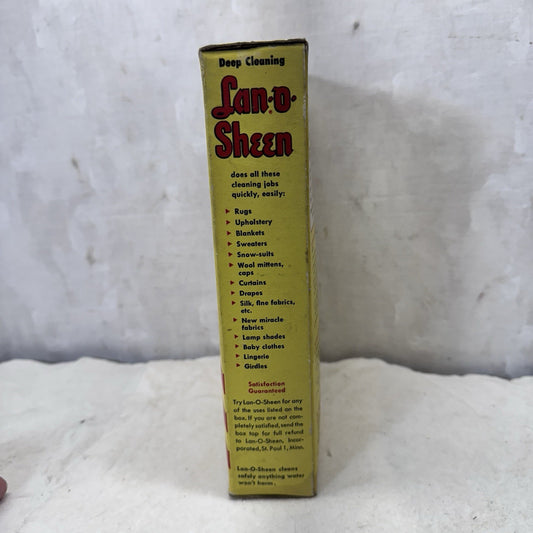 Deep Cleaning
Lan-O-
Sheen
does all these
cleaning jobs
quickly, easily:
Rugs
Upholstery
Blankets
Sweaters
Snow-suits
Wool mittens,
caps
Curtains
Drapes
Silk, fine fabrics,
etc.
New miracle
fabrics
Lamp shades
Baby clothes
Lingerie
Girdles
Satisfaction
Guaranteed
Try Lan-O-Sheen for any
of the uses listed on the
box. If you are not com-
pletely satisfied, send the
box top for full refund
to Lan-O-Sheen, Incor-
porated, St. Paul 1, Minn.
Lan-O-Sheen cleans
safely anything water
won't harm.